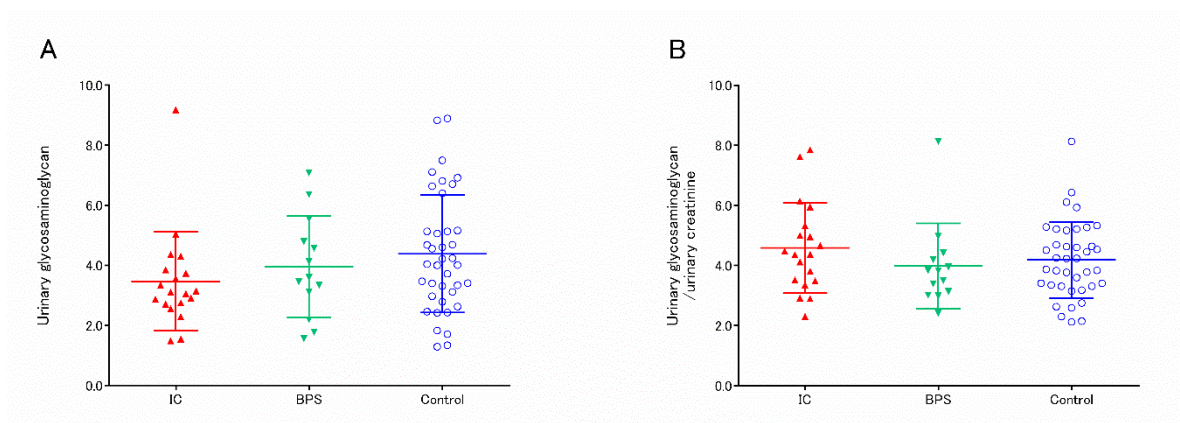 A
Urinary glycosaminoglycan
10.0
8.0
6.0
4.0
2.0
0.0
IC
BPS
Control
B
Urinary glycosaminoglycan
/urinary creatinine
10.0
8.0
6.0
4.0
2.0
0.0
IC
BPS
Control